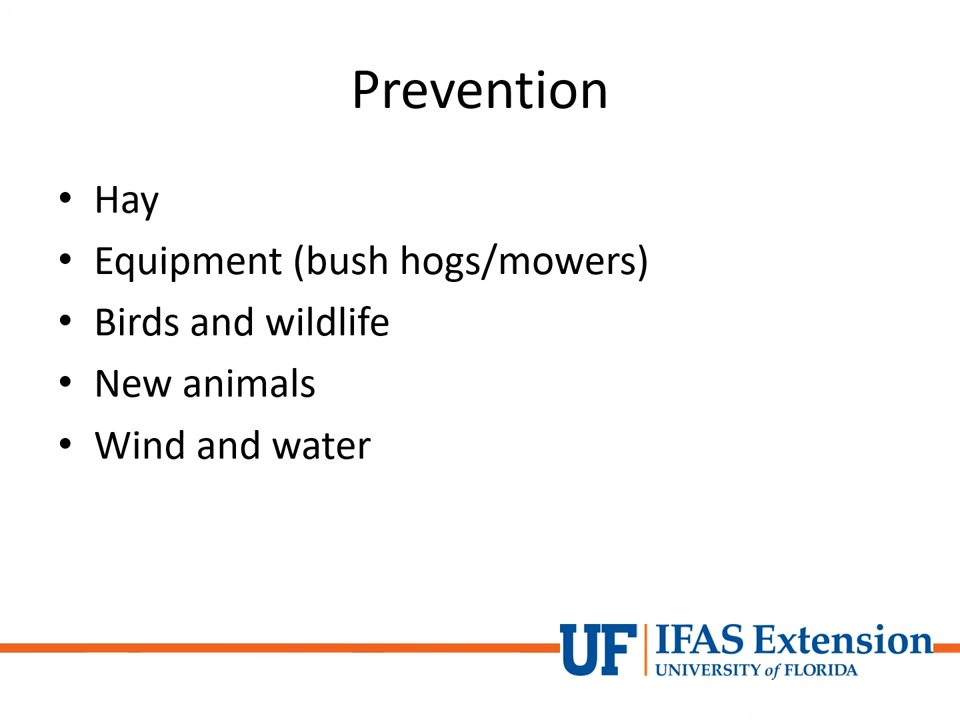 Prevention
• Hay
• Equipment (bush hogs/mowers)
• Birds and wildlife
• New animals
• Wind and water
UF IFAS Extension
UNIVERSITY of FLORIDA